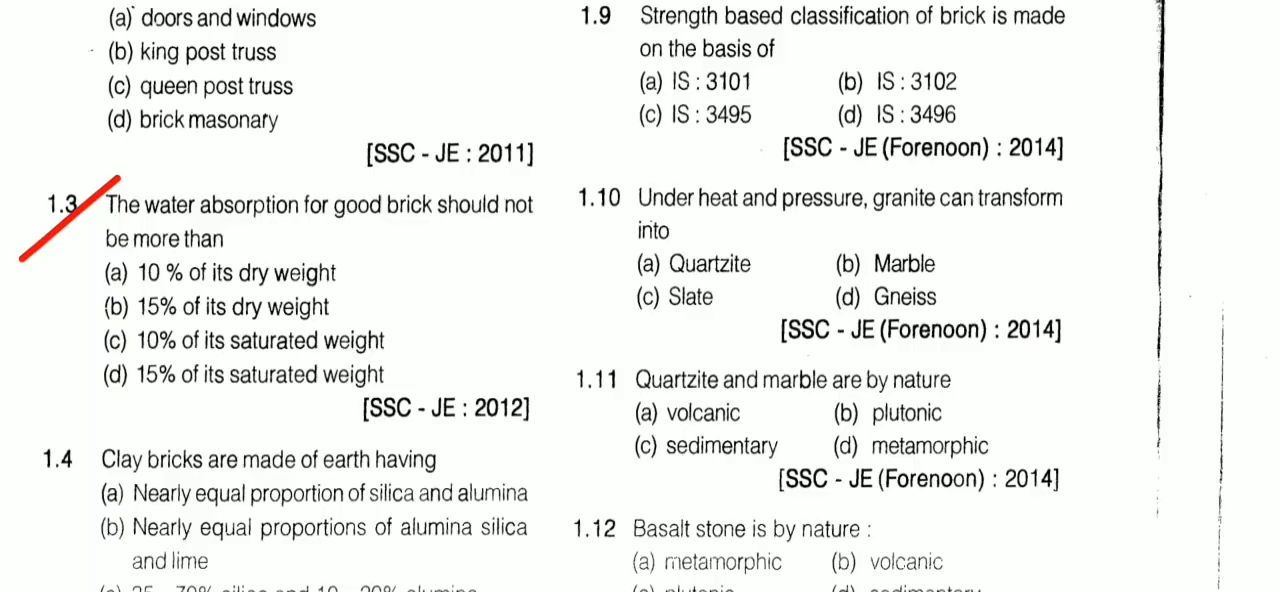 (a) doors and windows
(b) king post truss
(c) queen post truss
(d) brick masonary
[SSC - JE : 2011]
1.3 The water absorption for good brick should not
be more than
(a) 10 % of its dry weight
(b) 15% of its dry weight
(c) 10% of its saturated weight
(d) 15% of its saturated weight
[SSC - JE : 2012]
1.4 Clay bricks are made of earth having
(a) Nearly equal proportion of silica and alumina
(b) Nearly equal proportions of alumina silica
and lime
1.9 Strength based classification of brick is made
on the basis of
(a) IS : 3101 (b) IS : 3102
(c) IS : 3495 (d) IS : 3496
[SSC - JE (Forenoon) : 2014]
1.10 Under heat and pressure, granite can transform
into
(a) Quartzite (b) Marble
(c) Slate (d) Gneiss
[SSC - JE (Forenoon) : 2014]
1.11 Quartzite and marble are by nature
(a) volcanic (b) plutonic
(c) sedimentary (d) metamorphic
[SSC - JE (Forenoon) : 2014]
1.12 Basalt stone is by nature :
(a) metamorphic (b) volcanic